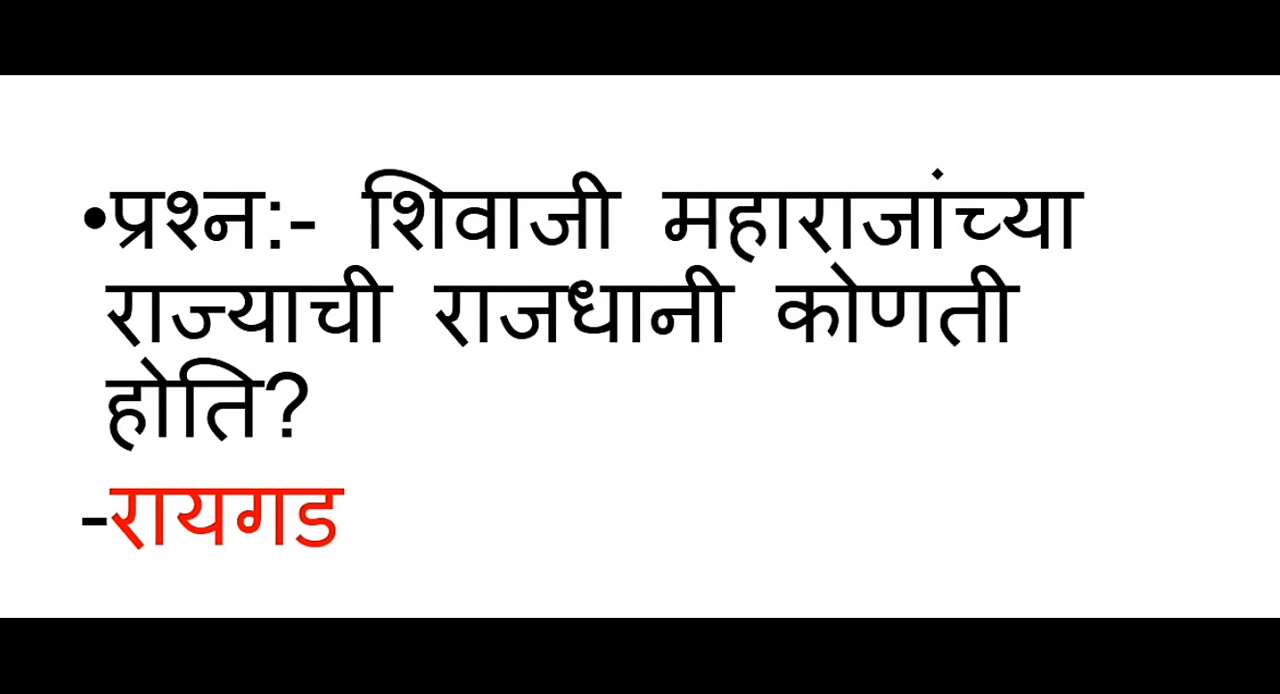 •प्रश्न:- शिवाजी महाराजांच्या
राज्याची राजधानी कोणती
होति?
-रायगड